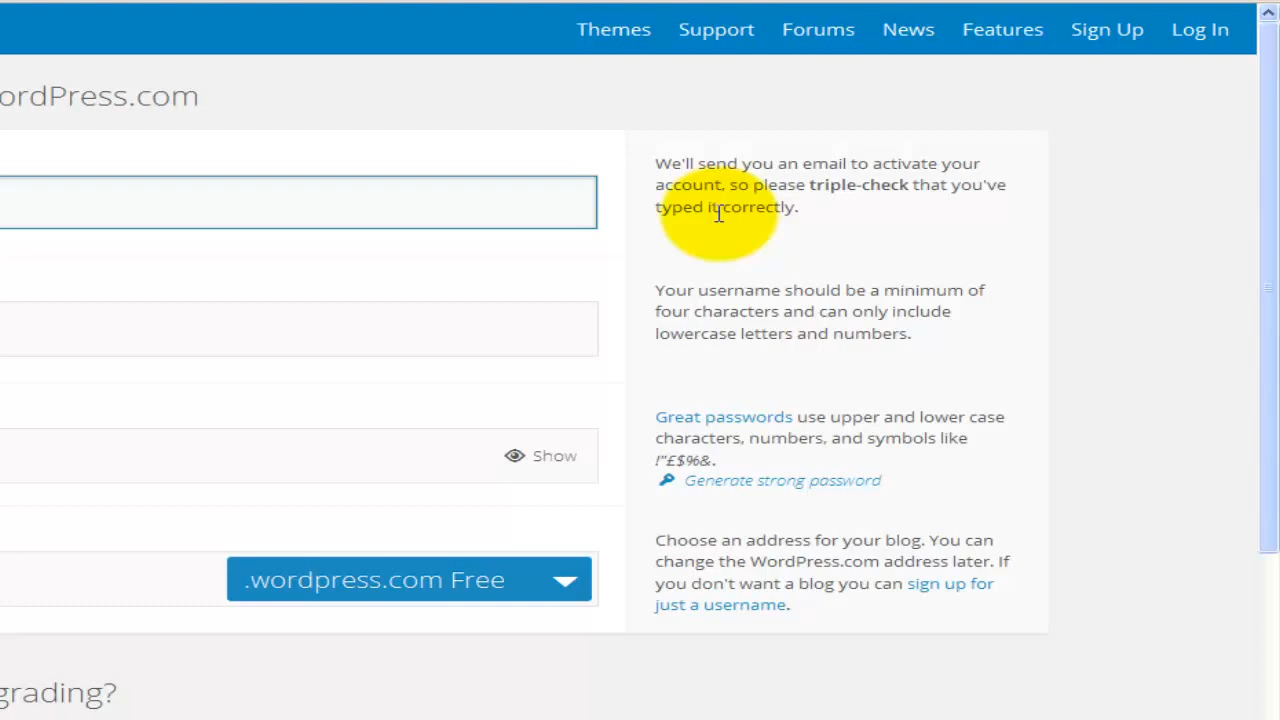 Themes Support Forums News Features Sign Up Log In
ordPress.com
We'll send you an email to activate your
account, so please triple-check that you've
typed it correctly.
Your username should be a minimum of
four characters and can only include
lowercase letters and numbers.
Great passwords use upper and lower case
characters, numbers, and symbols like
!"£$%&.
Show
Generate strong password
Choose an address for your blog. You can
change the WordPress.com address later. If
you don't want a blog you can sign up for
just a username.
.wordpress.com Free
grading?